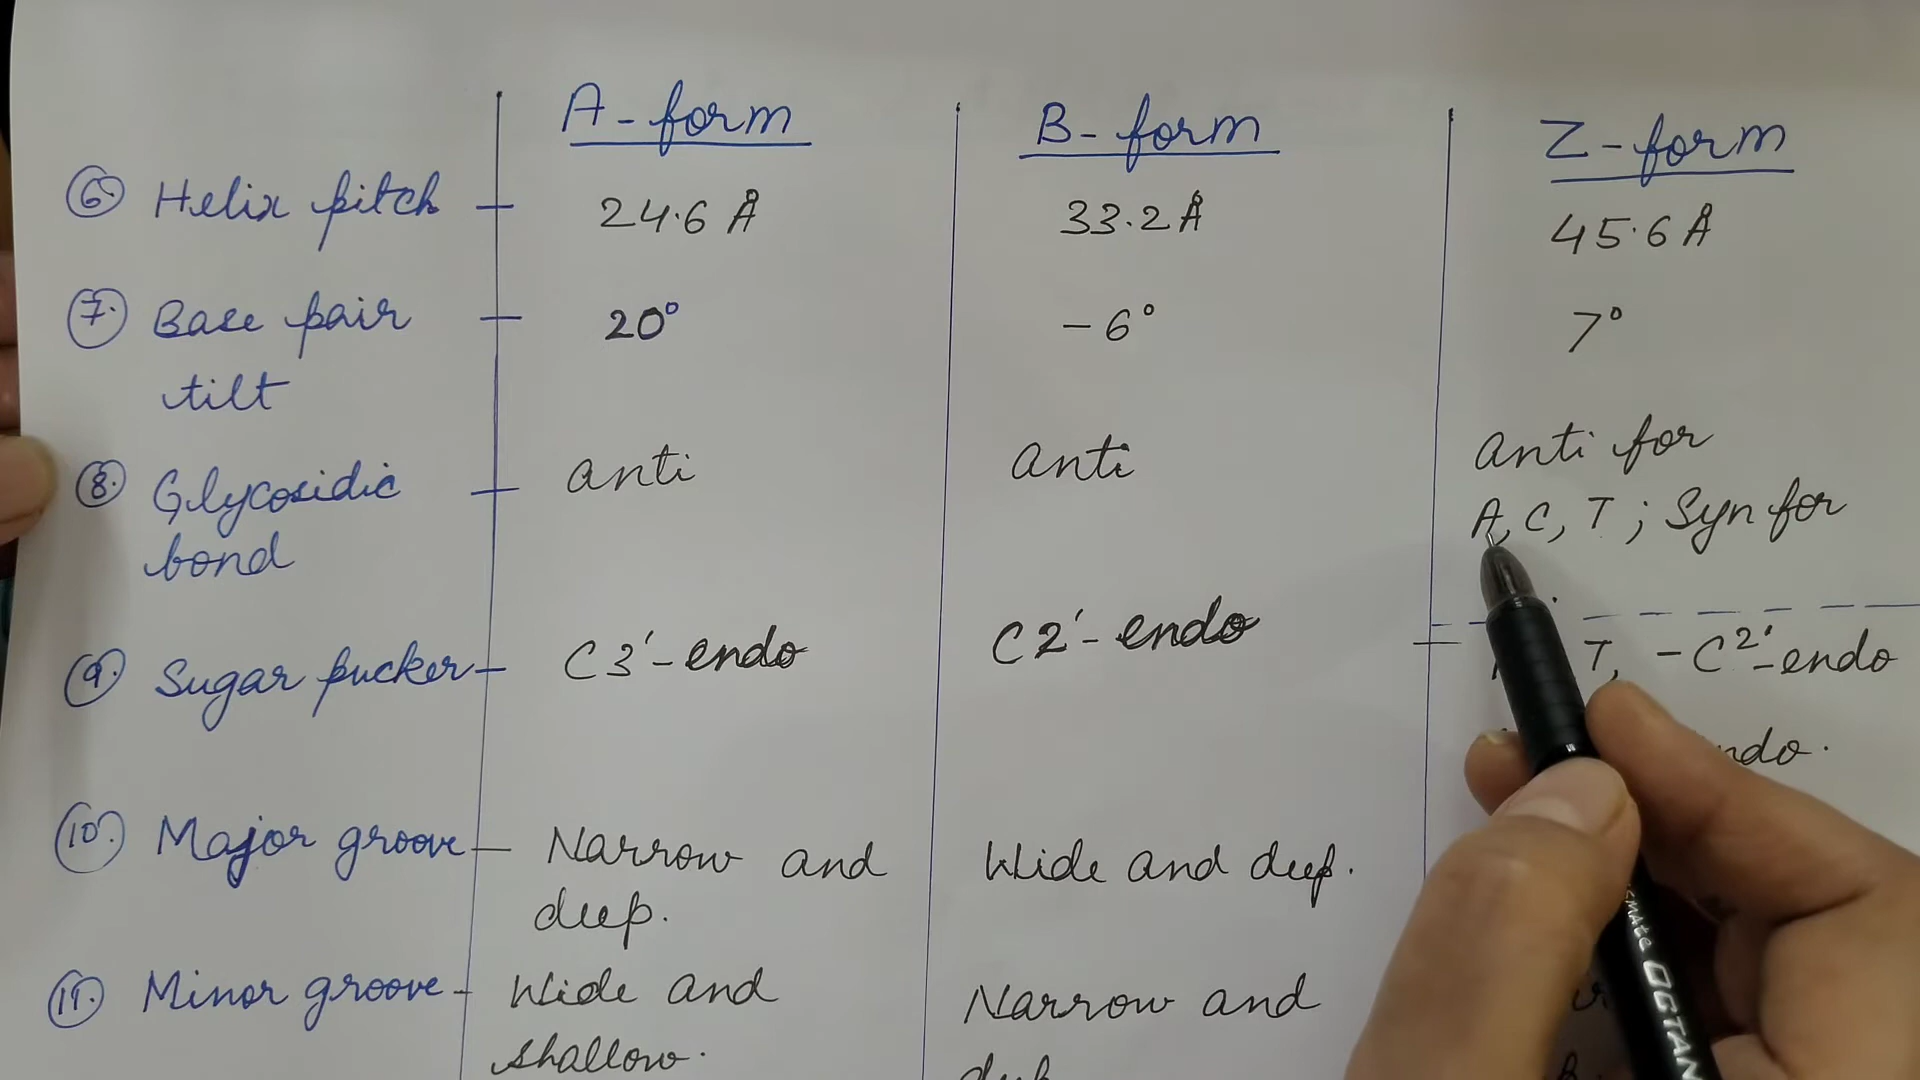 A-form B-form Z-form
⑥ Helix pitch - 24.6 Å 33.2 Å 45.6 Å
⑦ Base pair - 20° -6° 7°
tilt
⑧ Glycosidic - anti anti anti for
bond A, C, T ; Syn for
⑨ Sugar pucker - C3'-endo C2'-endo T, - C2'-endo
⑩ Major groove - Narrow and Wide and deep.
deep.
⑪ Minor groove - Wide and Narrow and
shallow.
OCTAN